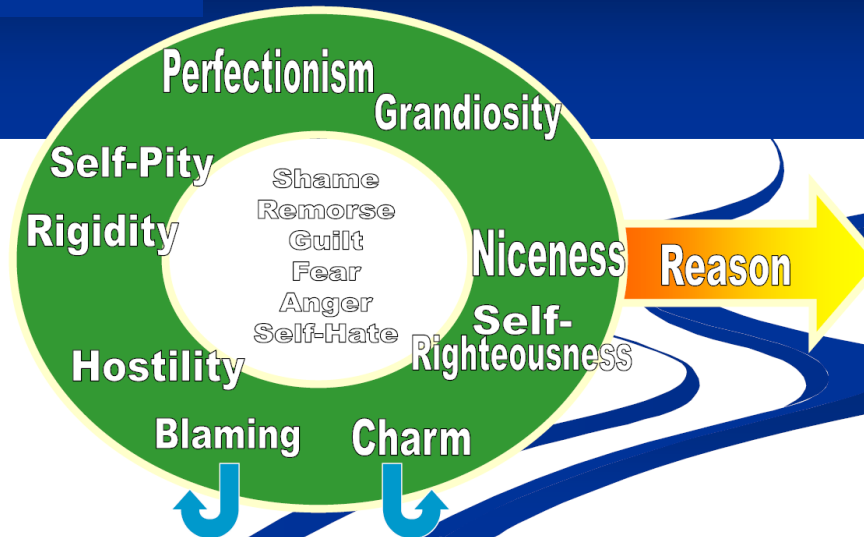 Perfectionism
Grandiosity
Self-Pity
Rigidity
Shame
Remorse
Guilt
Fear
Anger
Self-Hate
Niceness
Reason
Self-
Righteousness
Hostility
Blaming
Charm